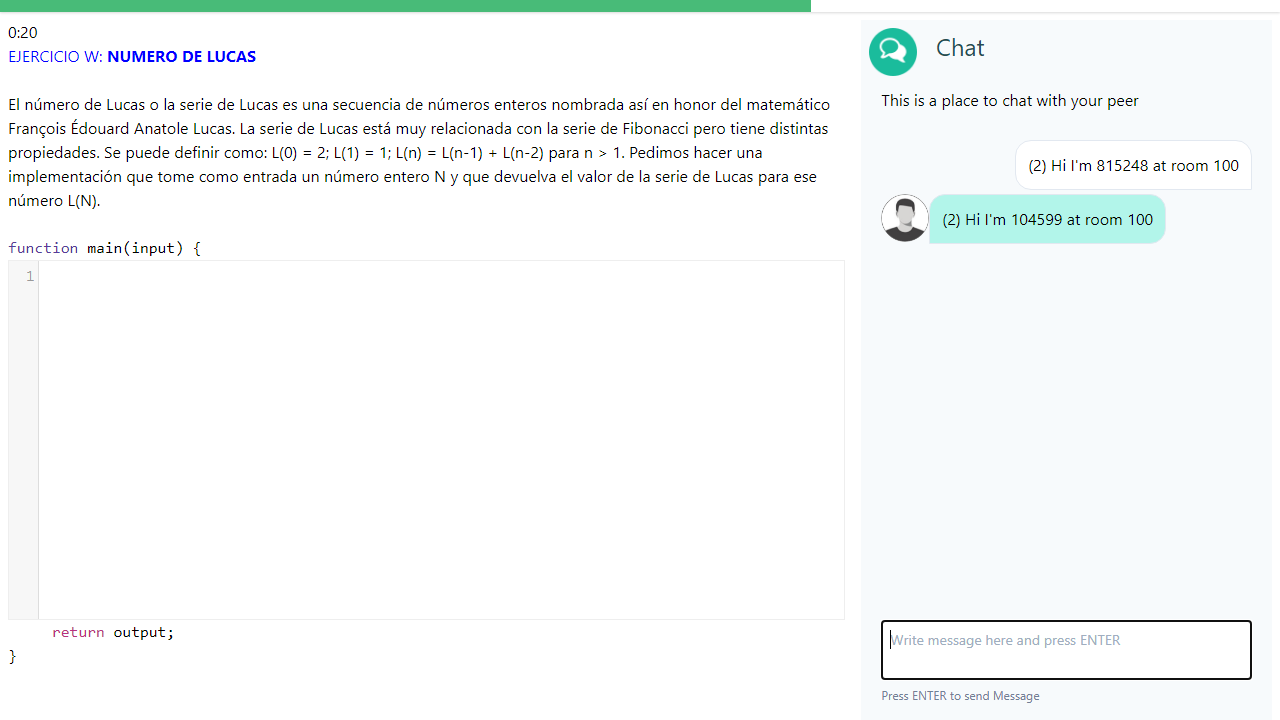 0:20
EJERCICIO W: NUMERO DE LUCAS
El número de Lucas o la serie de Lucas es una secuencia de números enteros nombrada así en honor del matemático
François Édouard Anatole Lucas. La serie de Lucas está muy relacionada con la serie de Fibonacci pero tiene distintas
propiedades. Se puede definir como: L(0) = 2; L(1) = 1; L(n) = L(n-1) + L(n-2) para n > 1. Pedimos hacer una
implementación que tome como entrada un número entero N y que devuelva el valor de la serie de Lucas para ese
número L(N).
function main(input) {
1
return output;
}
Chat
This is a place to chat with your peer
(2) Hi I'm 815248 at room 100
(2) Hi I'm 104599 at room 100
Write message here and press ENTER
Press ENTER to send Message